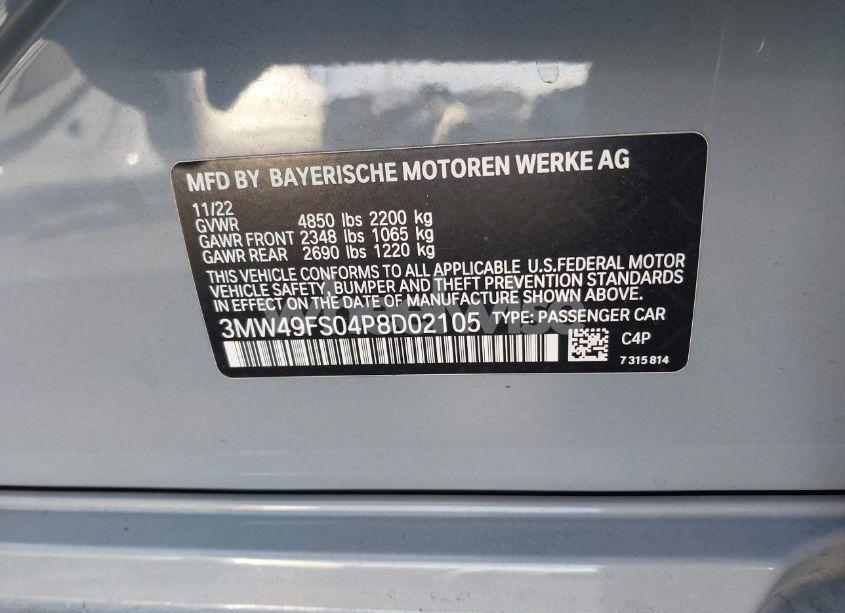 MFD BY BAYERISCHE MOTOREN WERKE AG
11/22
GVWR 4850 lbs 2200 kg
GAWR FRONT 2348 lbs 1065 kg
GAWR REAR 2690 lbs 1220 kg
THIS VEHICLE CONFORMS TO ALL APPLICABLE U.S.FEDERAL MOTOR
VEHICLE SAFETY, BUMPER AND THEFT PREVENTION STANDARDS
IN EFFECT ON THE DATE OF MANUFACTURE SHOWN ABOVE.
3MW49FS04P8D02105 TYPE: PASSENGER CAR
C4P
7 315 814